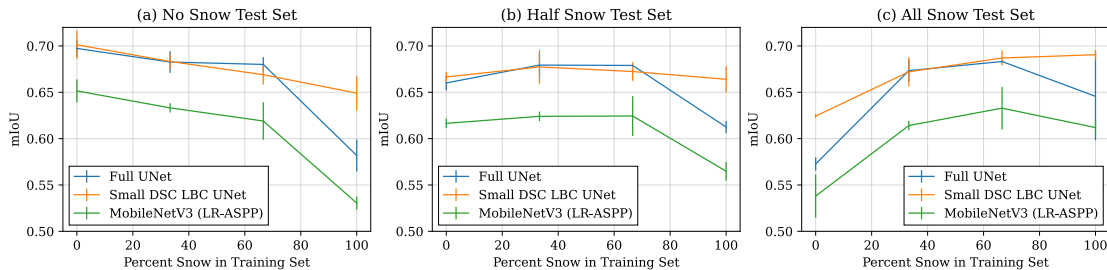 (a) No Snow Test Set
mIoU
0.70
0.65
0.60
0.55
0.50
Full UNet
Small DSC LBC UNet
MobileNetV3 (LR-ASPP)
0 20 40 60 80 100
Percent Snow in Training Set
(b) Half Snow Test Set
mIoU
0.70
0.65
0.60
0.55
0.50
Full UNet
Small DSC LBC UNet
MobileNetV3 (LR-ASPP)
0 20 40 60 80 100
Percent Snow in Training Set
(c) All Snow Test Set
mIoU
0.70
0.65
0.60
0.55
0.50
Full UNet
Small DSC LBC UNet
MobileNetV3 (LR-ASPP)
0 20 40 60 80 100
Percent Snow in Training Set